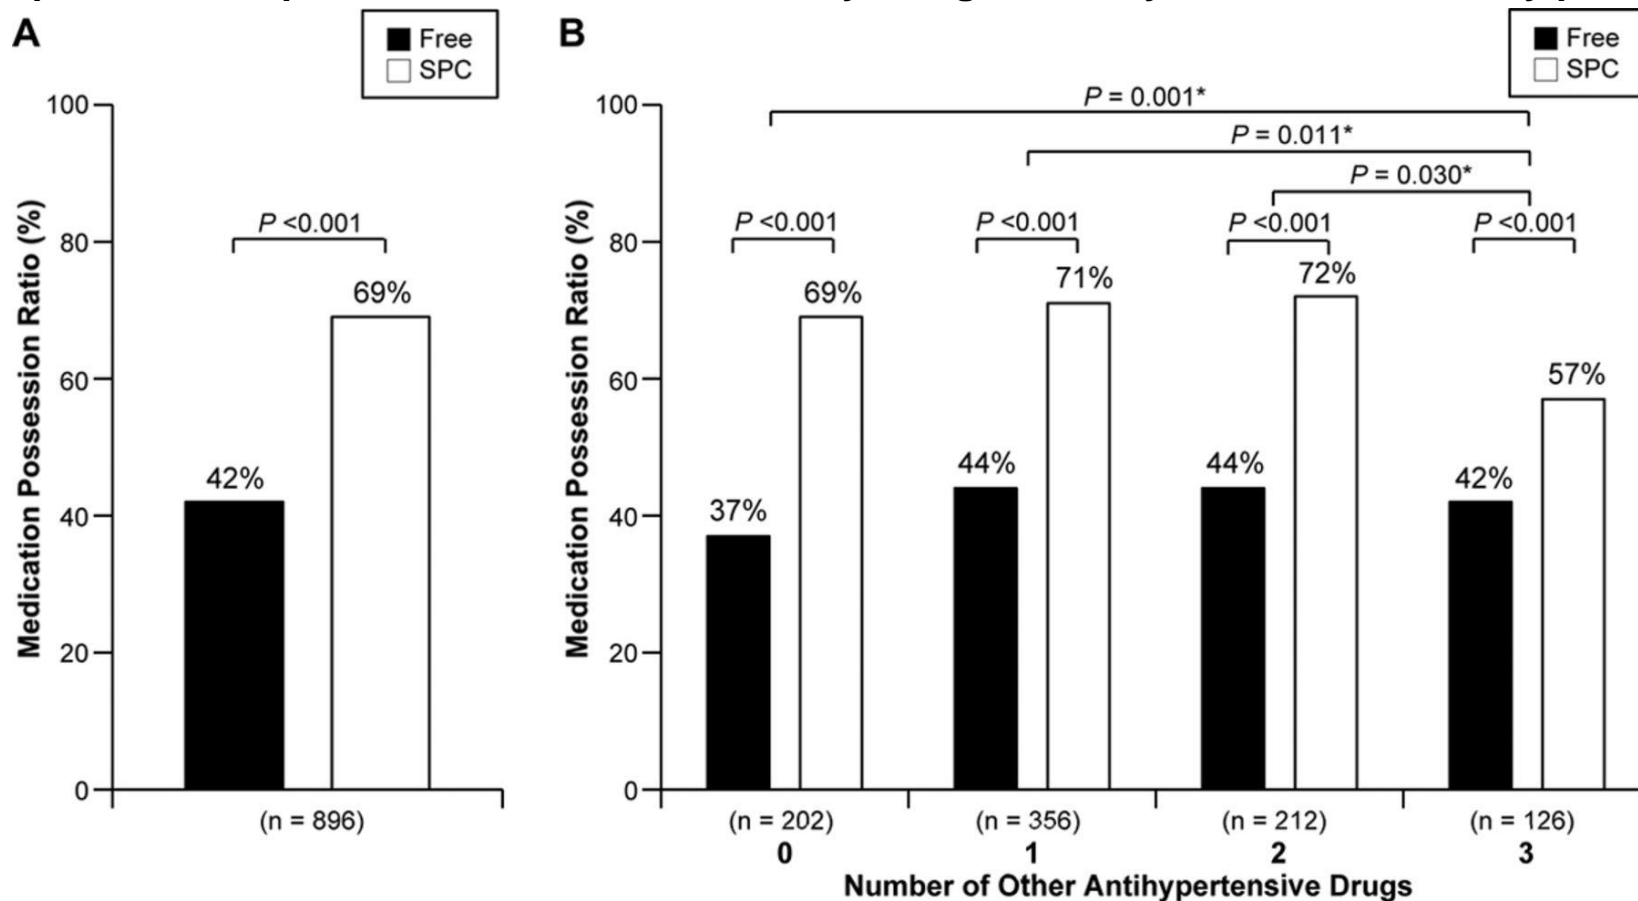 A
Free
SPC
Medication Possession Ratio (%)
100
80
60
40
20
0
P <0.001
42%
69%
(n = 896)
B
Free
SPC
Medication Possession Ratio (%)
100
80
60
40
20
0
P = 0.001*
P = 0.011*
P = 0.030*
P <0.001
P <0.001
P <0.001
P <0.001
37%
69%
44%
71%
44%
72%
42%
57%
(n = 202)
(n = 356)
(n = 212)
(n = 126)
0
1
2
3
Number of Other Antihypertensive Drugs